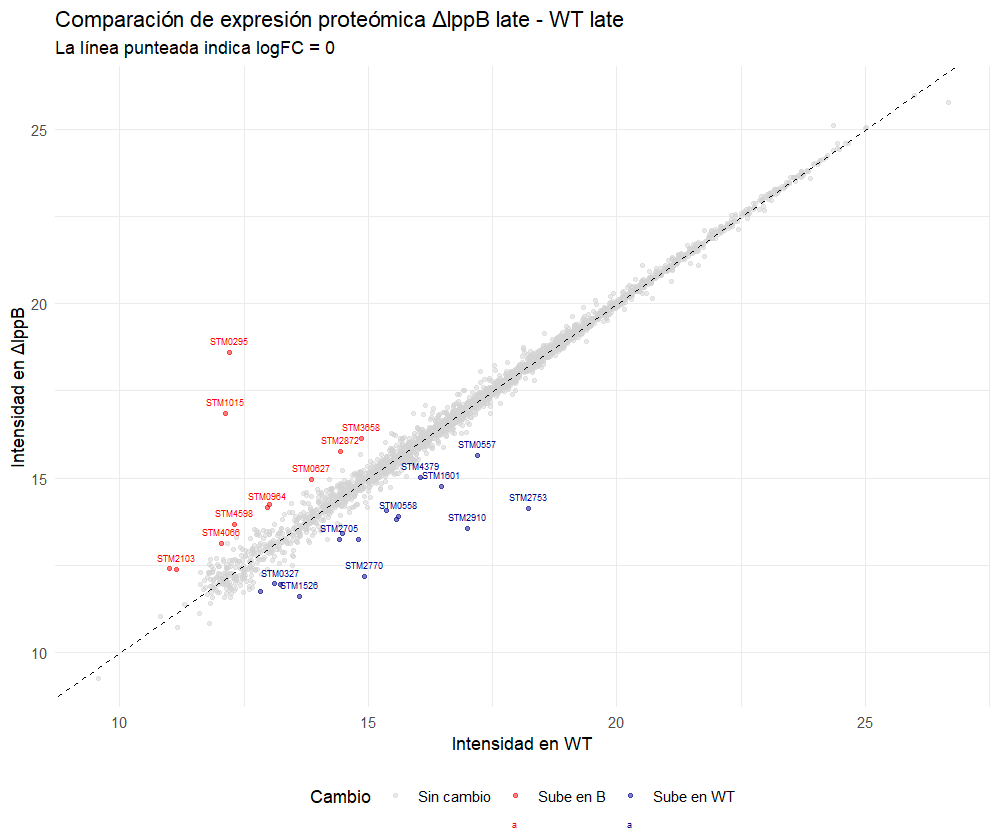 Comparación de expresión proteómica ΔlppB late - WT late
La línea punteada indica logFC = 0
Intensidad en ΔlppB
25
20
15
10
STM0295
STM1015
STM3658
STM2872
STM0557
STM0627
STM4379
STM1601
STM0964
STM2753
STM0558
STM4598
STM2910
STM2705
STM4066
STM2103
STM2770
STM0327
STM1526
10
15
20
25
Intensidad en WT
Cambio
Sin cambio
Sube en B
Sube en WT
a
a